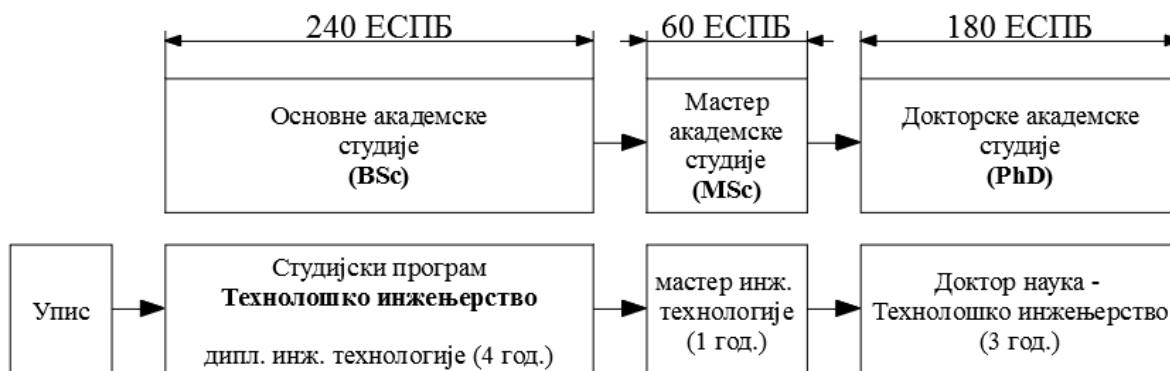 240 ЕСПБ
60 ЕСПБ
180 ЕСПБ
Основне академске
студије
(BSc)
Мастер
академске
студије
(MSc)
Докторске академске
студије
(PhD)
Упис
Студијски програм
Технолошко инжењерство
дипл. инж. технологије (4 год.)
мастер инж.
технологије
(1 год.)
Доктор наука -
Технолошко инжењерство
(3 год.)